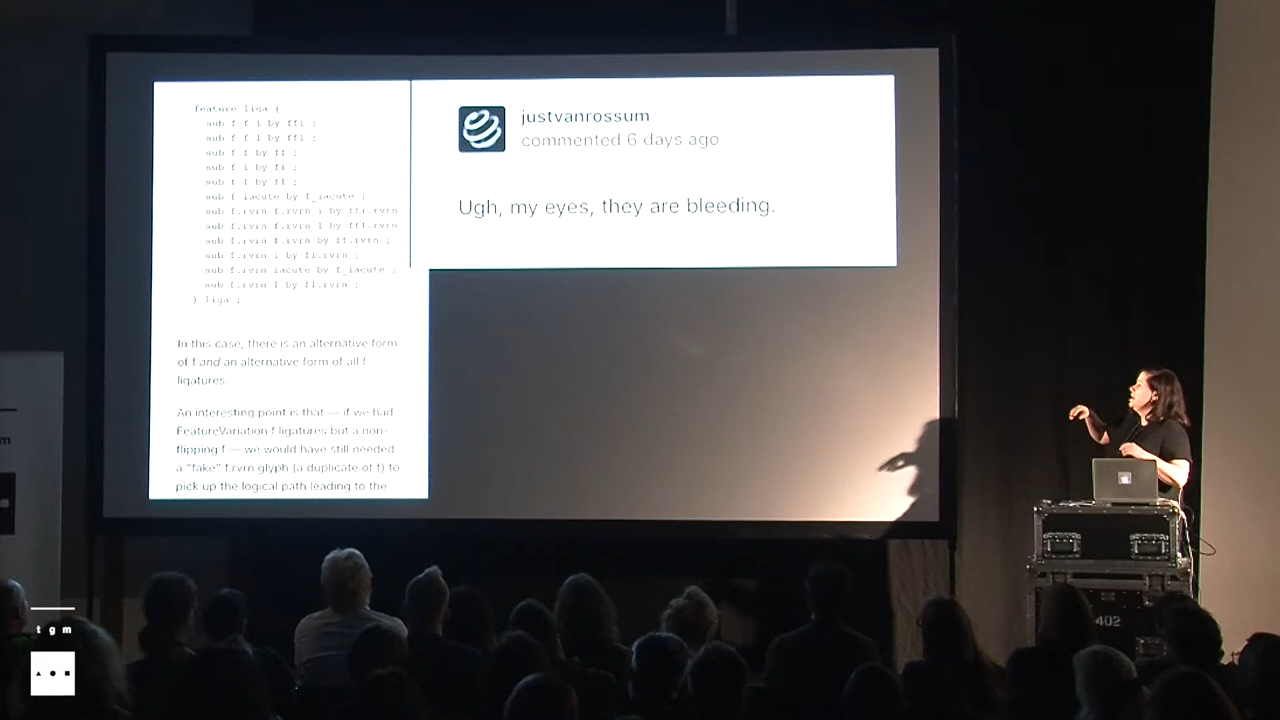 feature liga {
sub f f i by ffi ;
sub f f l by ffl ;
sub f f by ff ;
sub f i by fi ;
sub f l by fl ;
sub f iacute by f_iacute ;
sub f.rvrn f.rvrn i by ffi.rvrn
sub f.rvrn f.rvrn l by ffl.rvrn
sub f.rvrn f.rvrn by ff.rvrn ;
sub f.rvrn i by fi.rvrn ;
sub f.rvrn iacute by f_iacute ;
sub f.rvrn l by fl.rvrn ;
} liga ;
In this case, there is an alternative form
of f and an alternative form of all f
ligatures.
An interesting point is that — if we had
FeatureVariation f ligatures but a non-
flipping f — we would have still needed
a "fake" f.rvrn glyph (a duplicate of f) to
pick up the logical path leading to the
justvanrossum
commented 6 days ago
Ugh, my eyes, they are bleeding.
402
m
tgm